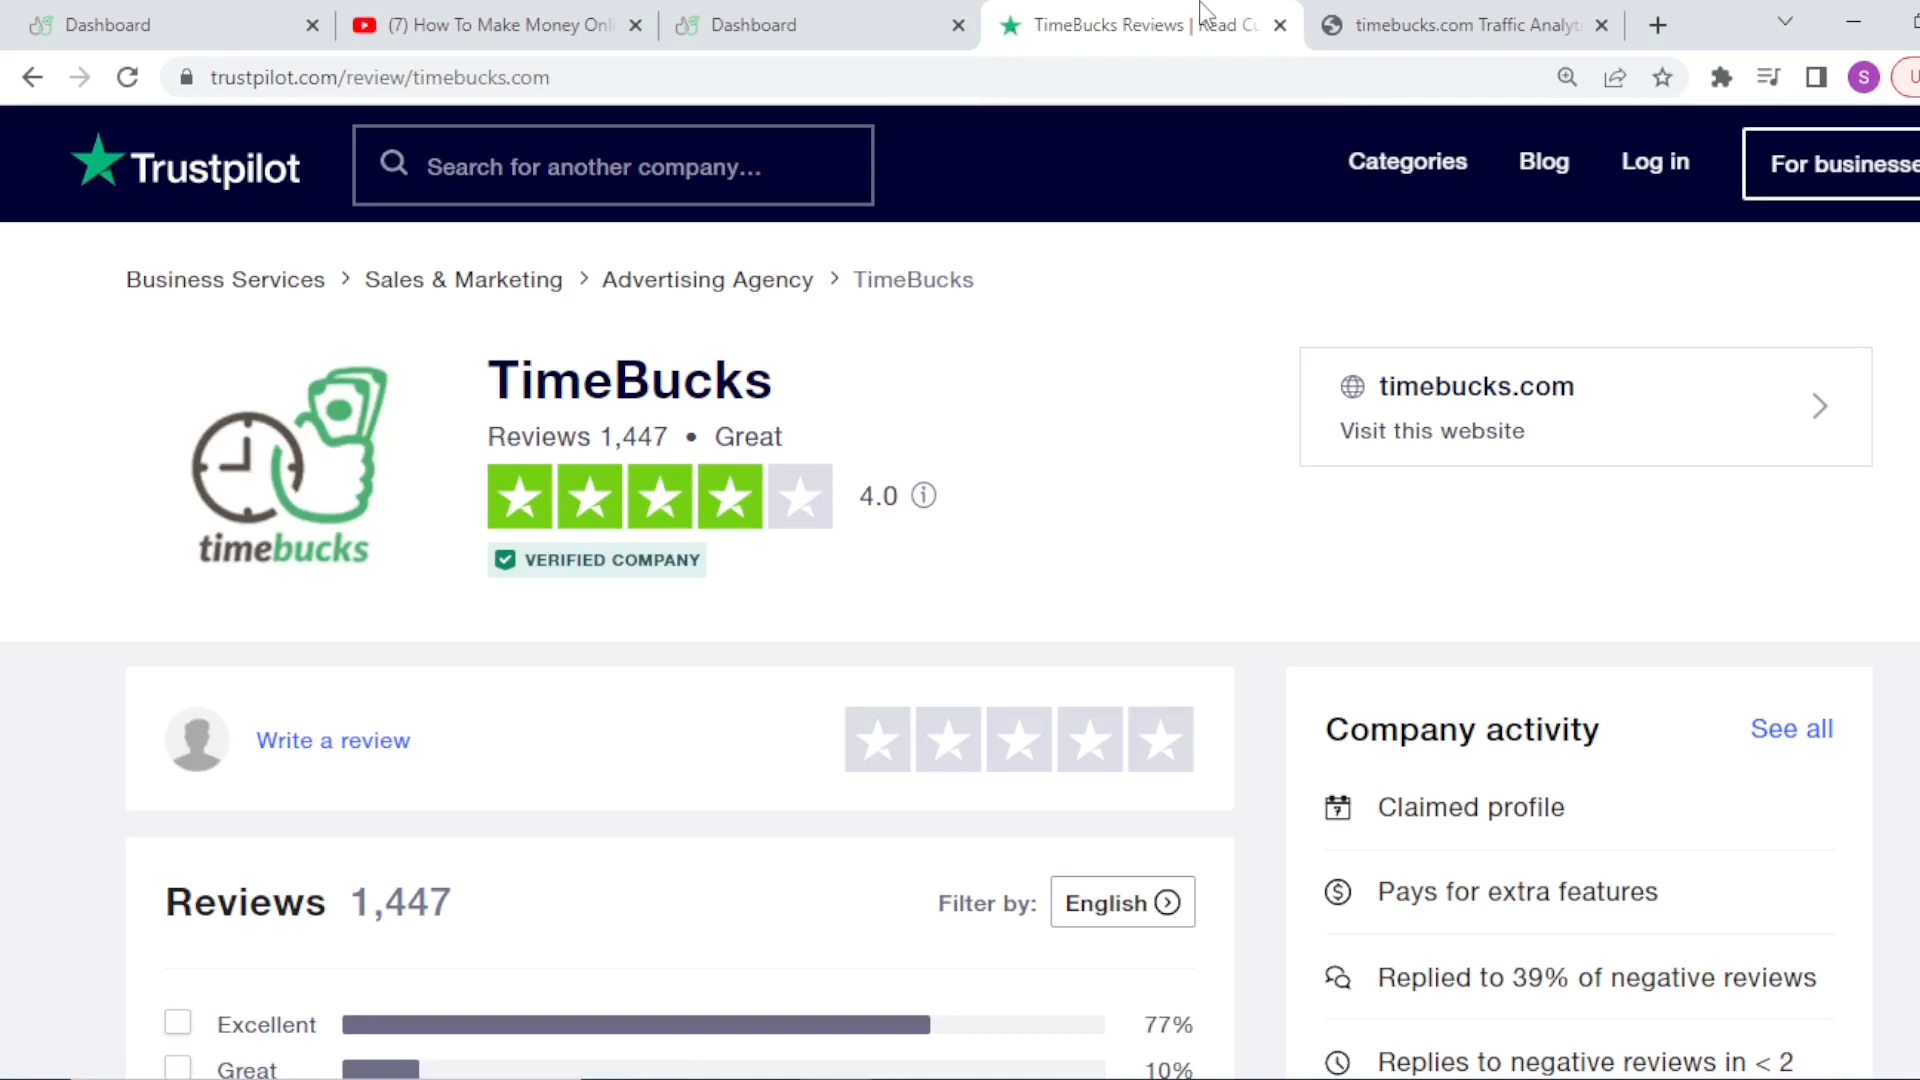 Dashboard
(7) How To Make Money Onli
Dashboard
TimeBucks Reviews | Read Cu
timebucks.com Traffic Analyt
trustpilot.com/review/timebucks.com
S
U
Trustpilot
Search for another company...
Categories
Blog
Log in
For businesse
Business Services > Sales & Marketing > Advertising Agency > TimeBucks
timebucks
TimeBucks
Reviews 1,447 • Great
4.0
VERIFIED COMPANY
timebucks.com
Visit this website
Write a review
Reviews 1,447
Filter by: English
Excellent 77%
Great 10%
Company activity
See all
Claimed profile
Pays for extra features
Replied to 39% of negative reviews
Replies to negative reviews in < 2